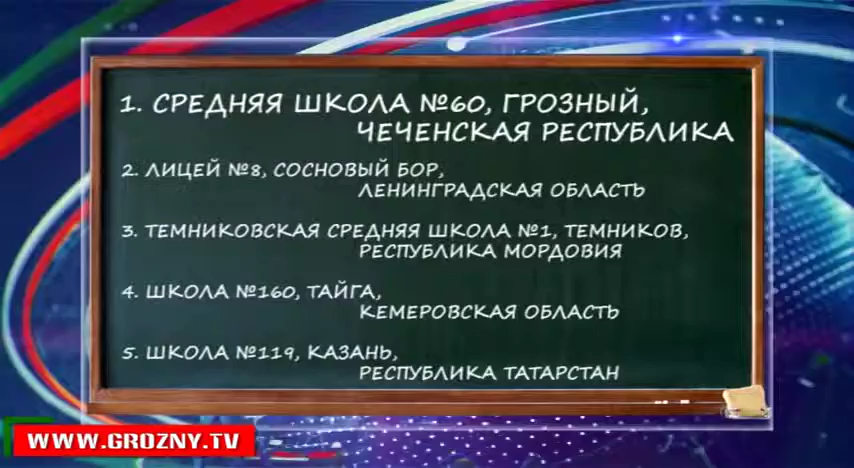 1. СРЕДНЯЯ ШКОЛА №60, ГРОЗНЫЙ,
ЧЕЧЕНСКАЯ РЕСПУБЛИКА
2. ЛИЦЕЙ №8, СОСНОВЫЙ БОР,
ЛЕНИНГРАДСКАЯ ОБЛАСТЬ
3. ТЕМНИКОВСКАЯ СРЕДНЯЯ ШКОЛА №1, ТЕМНИКОВ,
РЕСПУБЛИКА МОРДОВИЯ
4. ШКОЛА №160, ТАЙГА,
КЕМЕРОВСКАЯ ОБЛАСТЬ
5. ШКОЛА №119, КАЗАНЬ,
РЕСПУБЛИКА ТАТАРСТАН
WWW.GROZNY.TV